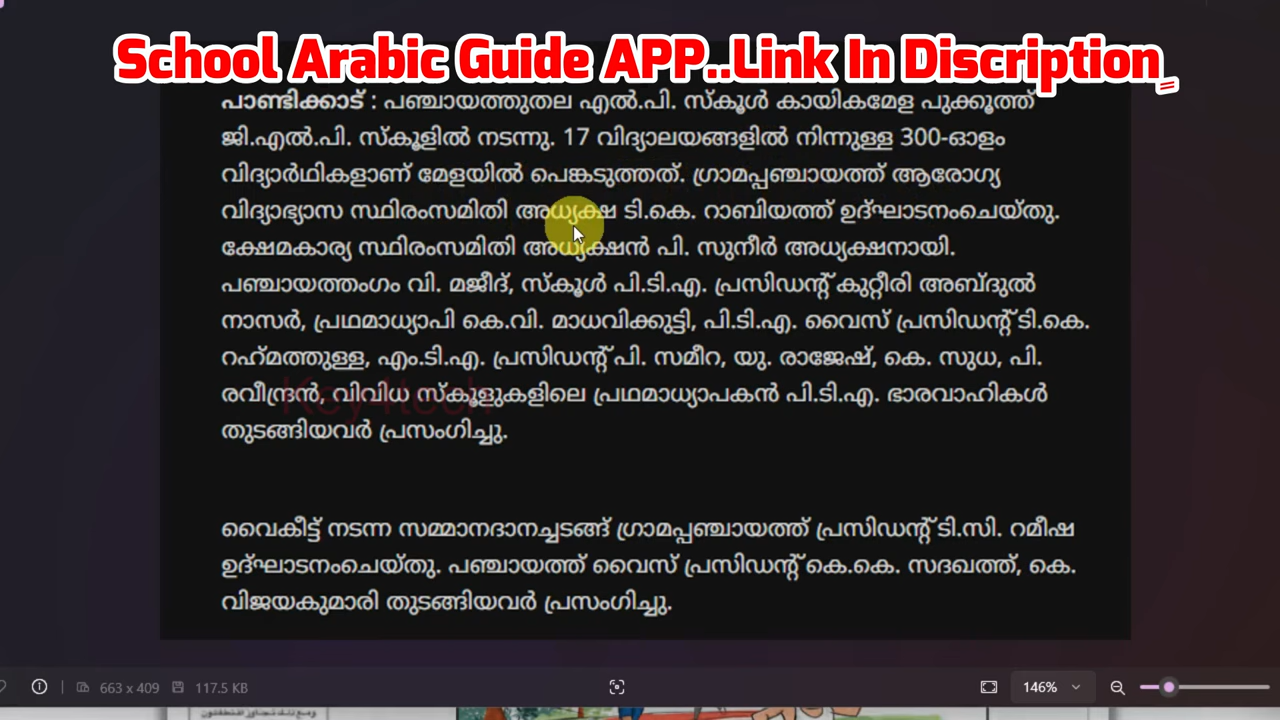 School Arabic Guide APP..Link In Discription
പാണ്ടിക്കാട് : പഞ്ചായത്തുതല എൽ.പി. സ്കൂൾ കായികമേള പുക്കൂത്ത്
ജി.എൽ.പി. സ്കൂളിൽ നടന്നു. 17 വിദ്യാലയങ്ങളിൽ നിന്നുള്ള 300-ഓളം
വിദ്യാർഥികളാണ് മേളയിൽ പെങ്കടുത്തത്. ഗ്രാമപ്പഞ്ചായത്ത് ആരോഗ്യ
വിദ്യാഭ്യാസ സ്ഥിരംസമിതി അധ്യക്ഷ ടി.കെ. റാബിയത്ത് ഉദ്ഘാടനംചെയ്തു.
ക്ഷേമകാര്യ സ്ഥിരംസമിതി അധ്യക്ഷൻ പി. സുനീർ അധ്യക്ഷനായി.
പഞ്ചായത്തംഗം വി. മജീദ്, സ്കൂൾ പി.ടി.എ. പ്രസിഡന്റ് കുറ്റീരി അബ്ദുൽ
നാസർ, പ്രഥമാധ്യാപി കെ.വി. മാധവിക്കുട്ടി, പി.ടി.എ. വൈസ് പ്രസിഡന്റ് ടി.കെ.
റഹ്‌മത്തുള്ള, എം.ടി.എ. പ്രസിഡന്റ് പി. സമീറ, യു. രാജേഷ്, കെ. സുധ, പി.
രവീന്ദ്രൻ, വിവിധ സ്കൂളുകളിലെ പ്രഥമാധ്യാപകൻ പി.ടി.എ. ഭാരവാഹികൾ
Key4tech
തുടങ്ങിയവർ പ്രസംഗിച്ചു.
വൈകീട്ട് നടന്ന സമ്മാനദാനച്ചടങ്ങ് ഗ്രാമപ്പഞ്ചായത്ത് പ്രസിഡന്റ് ടി.സി. റമീഷ
ഉദ്ഘാടനംചെയ്തു. പഞ്ചായത്ത് വൈസ് പ്രസിഡന്റ് കെ.കെ. സദഖത്ത്, കെ.
വിജയകുമാരി തുടങ്ങിയവർ പ്രസംഗിച്ചു.
663 x 409 117.5 KB 146%